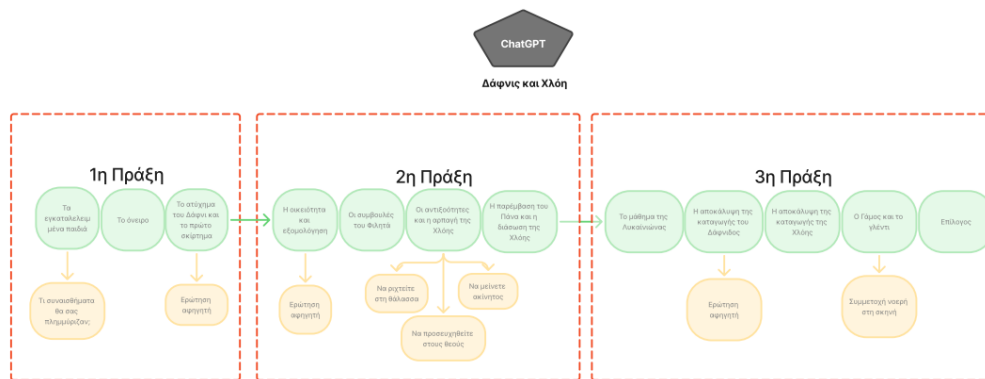 ChatGPT
Δάφνις και Χλόη
1η Πράξη
Τα
εγκαταλελειμ
μένα παιδιά
Το όνειρο
Το ατύχημα
του Δάφνι και
το πρώτο
σκίρτημα
Τι συναισθήματα
θα σας
πλημμύριζαν;
Ερώτηση
αφηγητή
2η Πράξη
Η οικειότητα
και
εξομολόγηση
Οι συμβουλές
του Φιλητά
Οι αντιξοότητες
και η αρπαγή της
Χλόης
Η παρέμβαση του
Πάνα και η
διάσωση της
Χλόης
Ερώτηση
αφηγητή
Να ριχτείτε
στη θάλασσα
Να προσευχηθείτε
στους θεούς
Να μείνετε
ακίνητος
3η Πράξη
Το μάθημα της
Λυκαινίωνας
Η αποκάλυψη της
καταγωγής του
Δάφνιδος
Η αποκάλυψη της
καταγωγής της
Χλόης
Ο Γάμος και το
γλέντι
Επίλογος
Ερώτηση
αφηγητή
Συμμετοχή νοερή
στη σκηνή